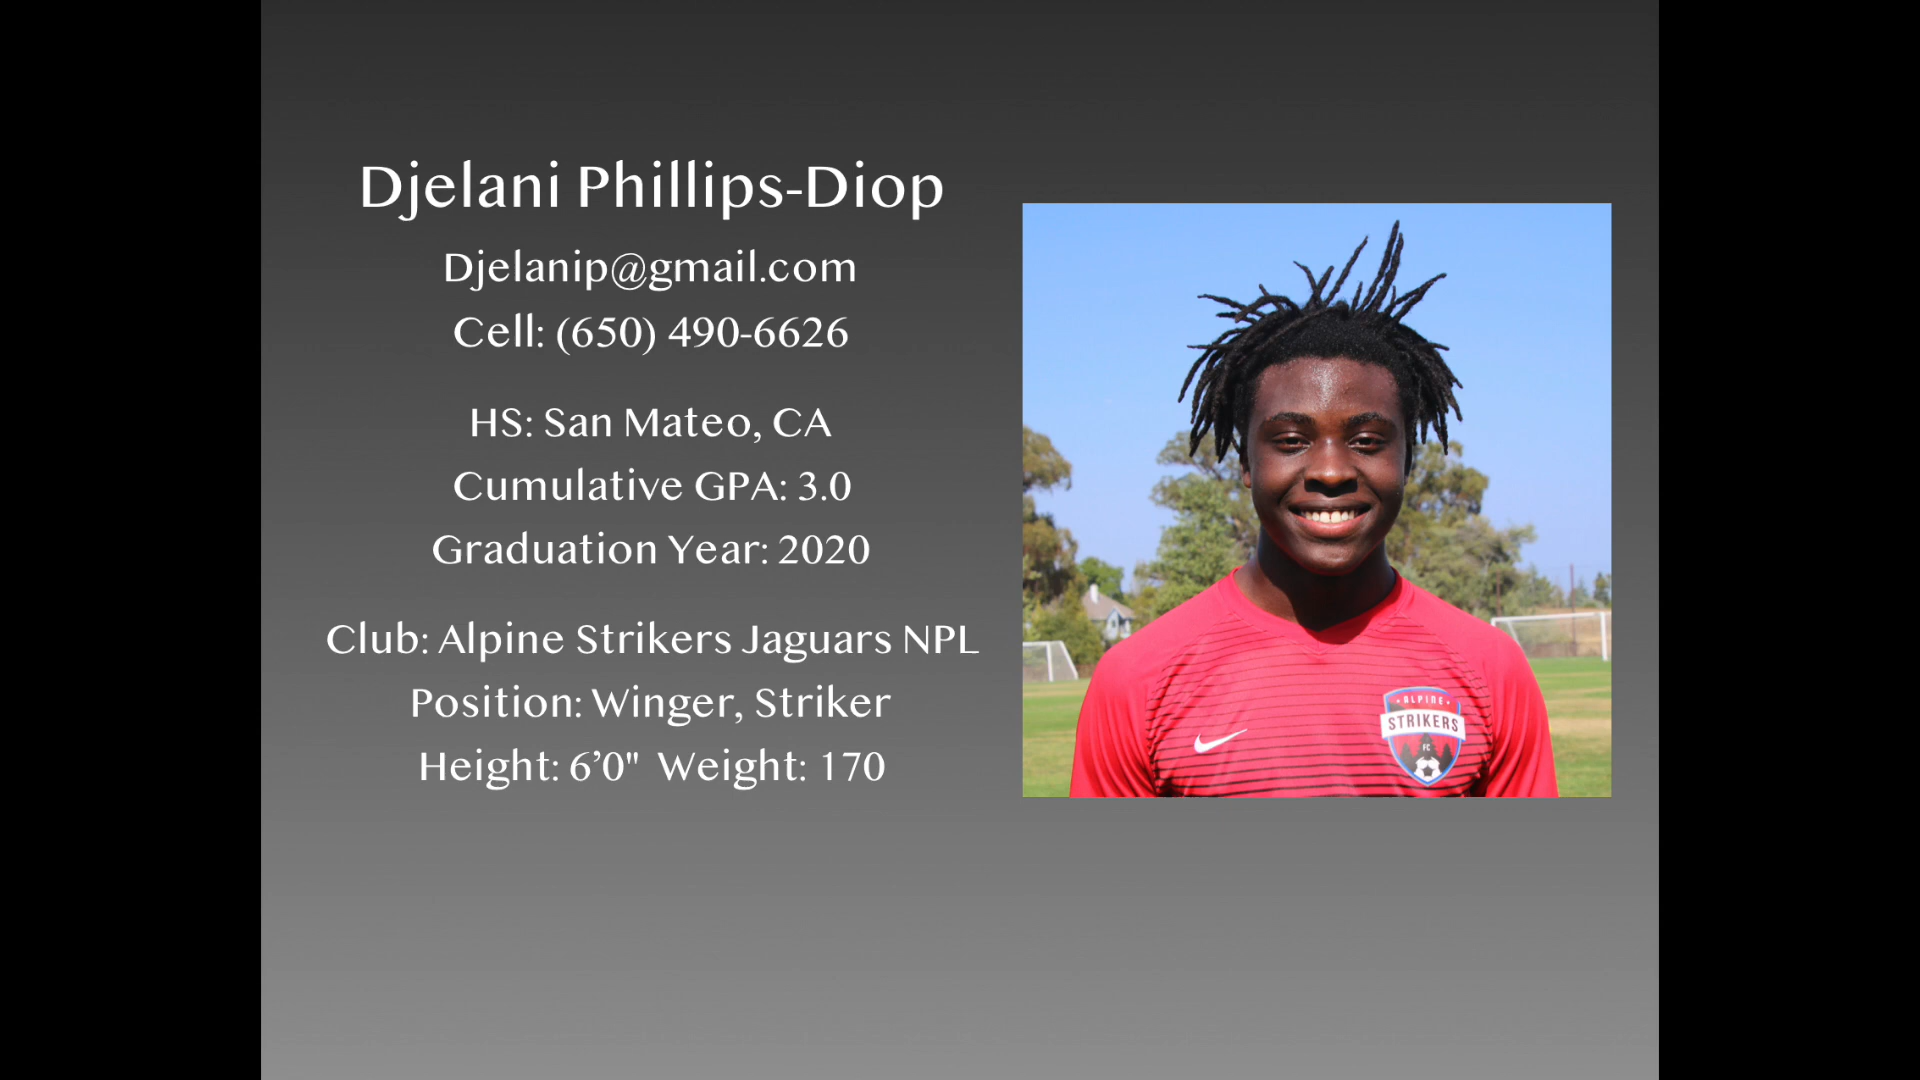 Djelani Phillips-Diop
Djelanip@gmail.com
Cell: (650) 490-6626
HS: San Mateo, CA
Cumulative GPA: 3.0
Graduation Year: 2020
Club: Alpine Strikers Jaguars NPL
Position: Winger, Striker
Height: 6’0" Weight: 170
ALPINE
STRIKERS
FC